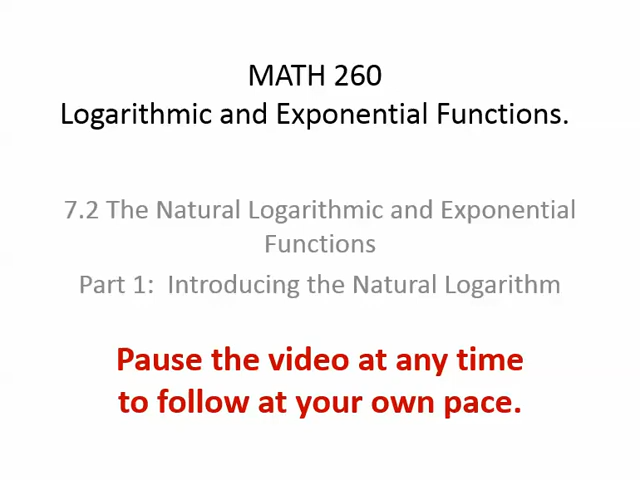 MATH 260
Logarithmic and Exponential Functions.
7.2 The Natural Logarithmic and Exponential
Functions
Part 1:  Introducing the Natural Logarithm
Pause the video at any time
to follow at your own pace.